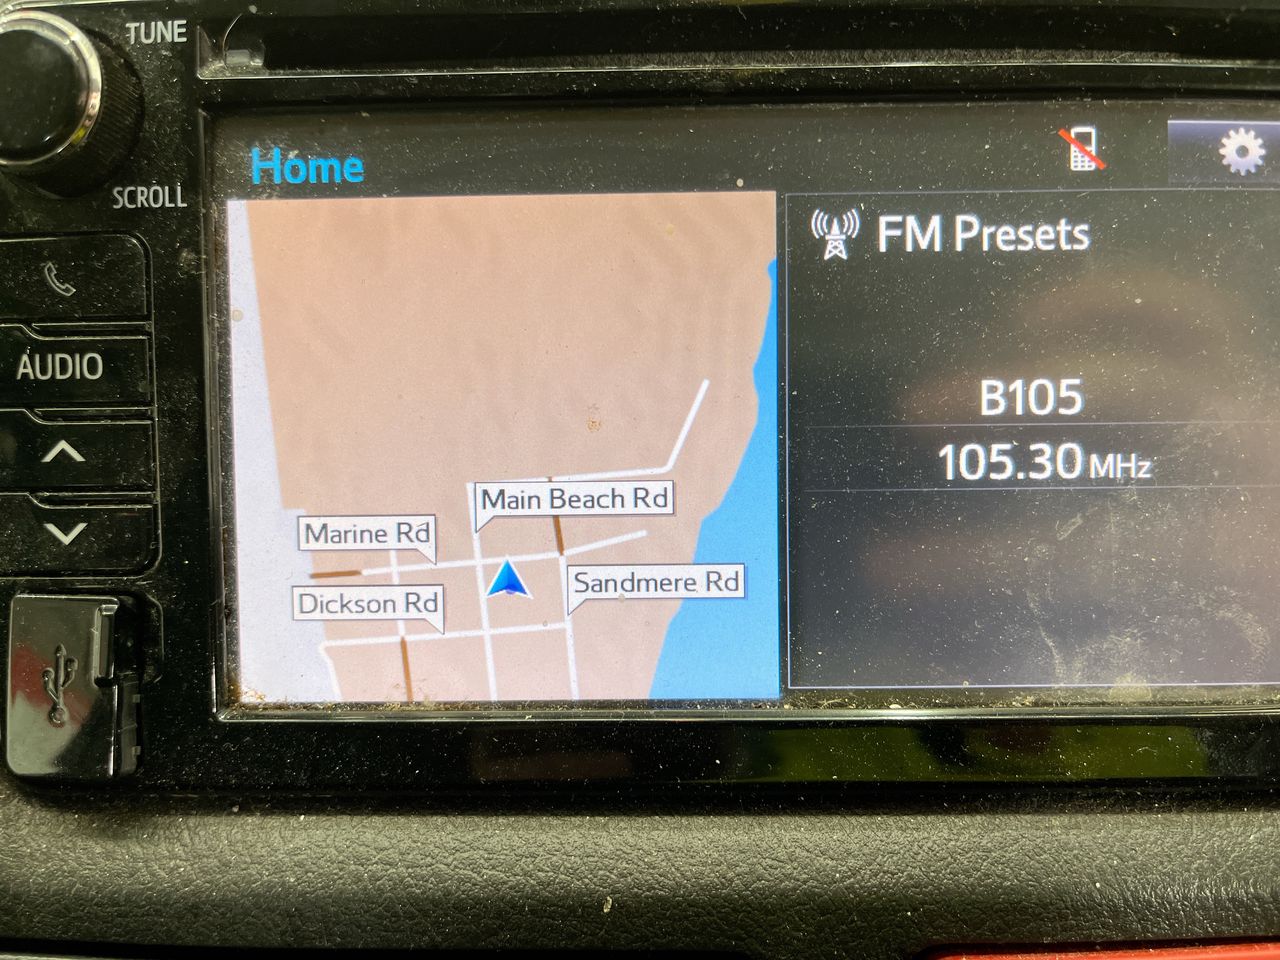 TUNE
SCROLL
AUDIO
Home
Main Beach Rd
Marine Rd
Sandmere Rd
Dickson Rd
FM Presets
B105
105.30 MHz